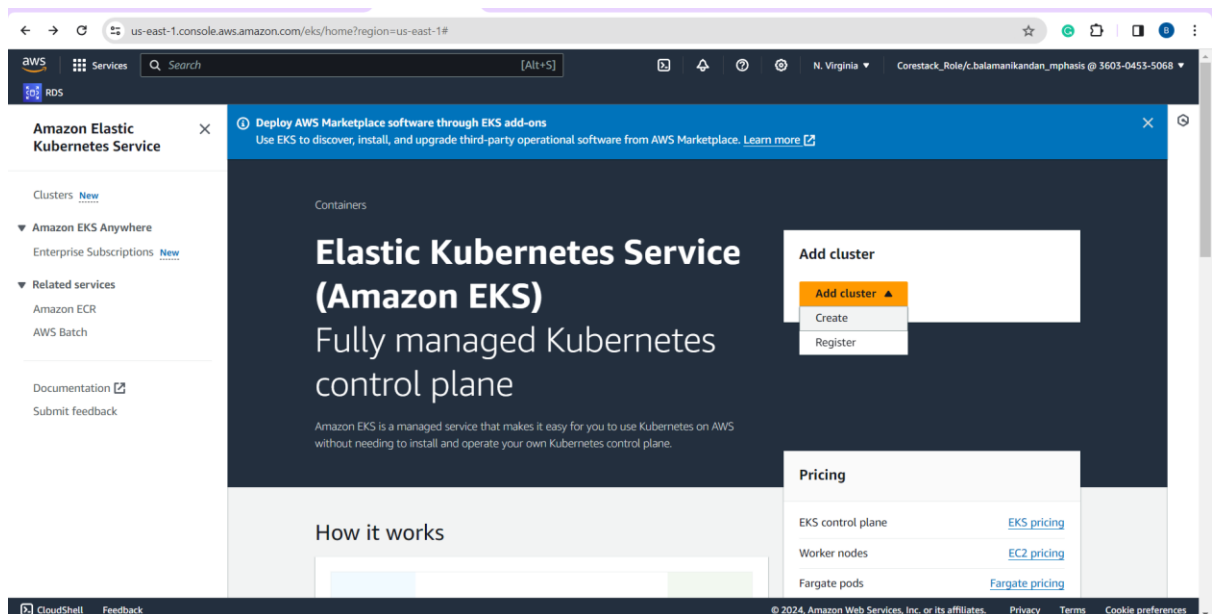 us-east-1.console.aws.amazon.com/eks/home?region=us-east-1#
B
aws
Services
Search
[Alt+S]
N. Virginia ▼
Corestack_Role/c.balamanikandan_mphasis @ 3603-0453-5068 ▼
RDS
Amazon Elastic
Kubernetes Service
Clusters New
Amazon EKS Anywhere
Enterprise Subscriptions New
Related services
Amazon ECR
AWS Batch
Documentation
Submit feedback
Deploy AWS Marketplace software through EKS add-ons
Use EKS to discover, install, and upgrade third-party operational software from AWS Marketplace. Learn more
Containers
Elastic Kubernetes Service
(Amazon EKS)
Fully managed Kubernetes
control plane
Amazon EKS is a managed service that makes it easy for you to use Kubernetes on AWS
without needing to install and operate your own Kubernetes control plane.
Add cluster
Add cluster ▲
Create
Register
How it works
Pricing
EKS control plane EKS pricing
Worker nodes EC2 pricing
Fargate pods Fargate pricing
CloudShell Feedback
© 2024, Amazon Web Services, Inc. or its affiliates. Privacy Terms Cookie preferences